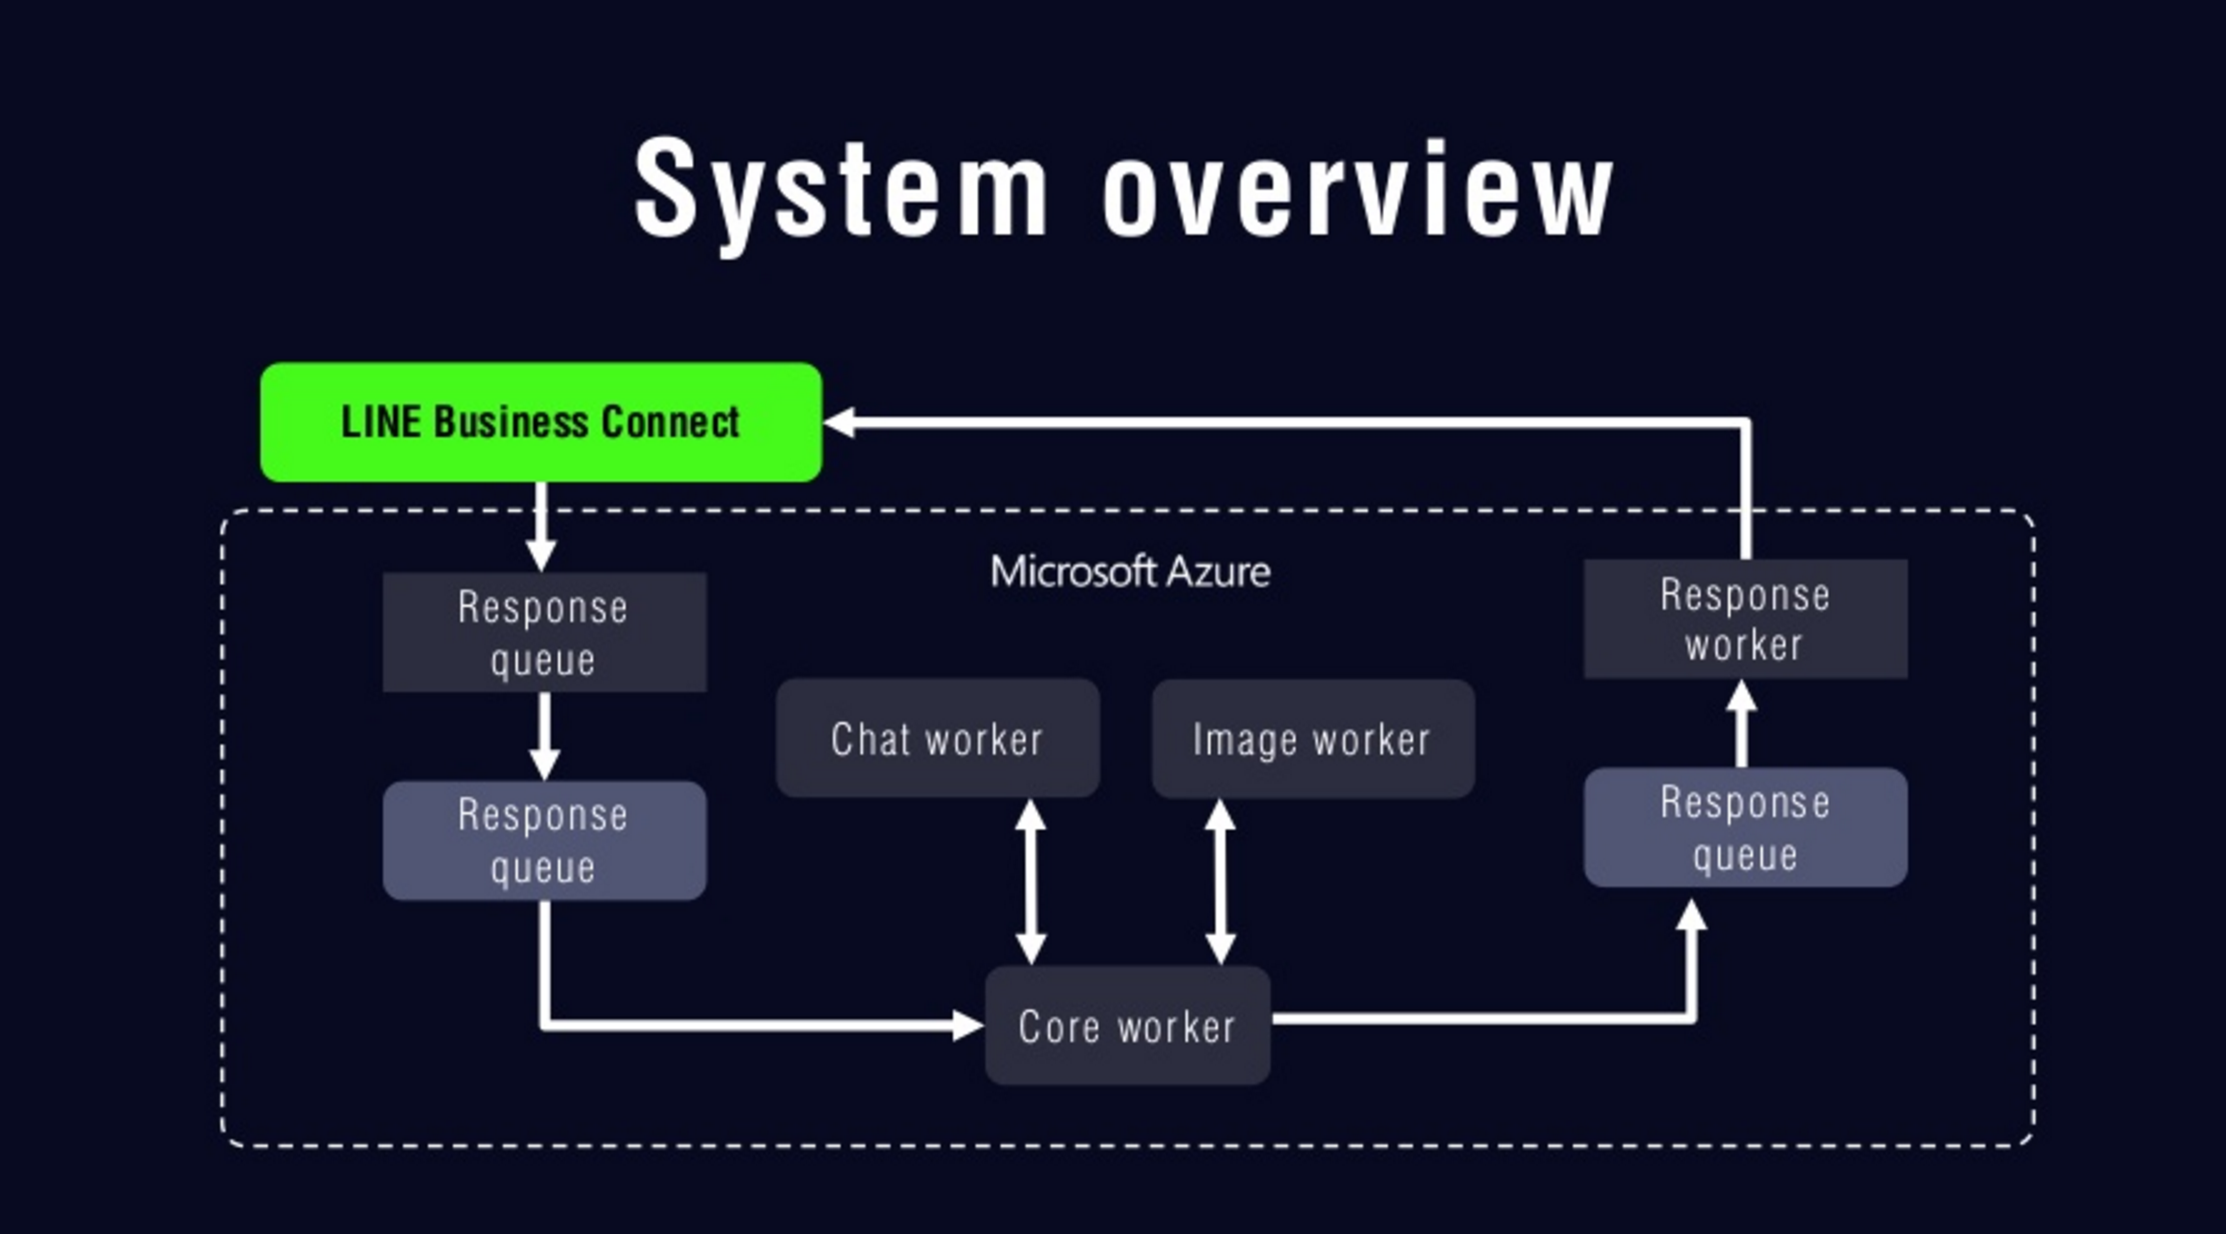 System overview
LINE Business Connect
Microsoft Azure
Response
queue
Response
worker
Chat worker
Image worker
Response
queue
Response
queue
Core worker